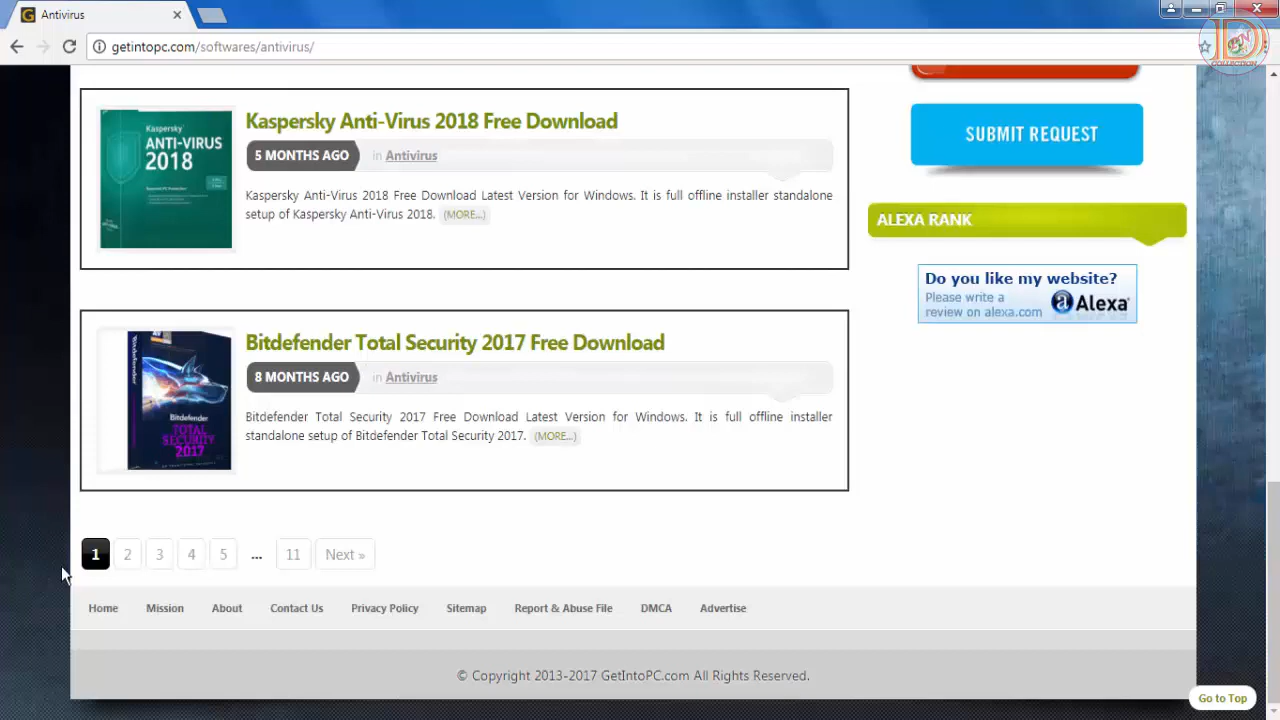 Antivirus
getintopc.com/softwares/antivirus/
D
COLLECTION
Kaspersky
ANTI-VIRUS
2018
Kaspersky Anti-Virus 2018 Free Download
5 MONTHS AGO in Antivirus
Kaspersky Anti-Virus 2018 Free Download Latest Version for Windows. It is full offline installer standalone
setup of Kaspersky Anti-Virus 2018. (MORE...)
Bitdefender
TOTAL
SECURITY
2017
Bitdefender Total Security 2017 Free Download
8 MONTHS AGO in Antivirus
Bitdefender Total Security 2017 Free Download Latest Version for Windows. It is full offline installer
standalone setup of Bitdefender Total Security 2017. (MORE...)
SUBMIT REQUEST
ALEXA RANK
Do you like my website?
Please write a
review on alexa.com
a Alexa
1 2 3 4 5 ... 11 Next »
Home Mission About Contact Us Privacy Policy Sitemap Report & Abuse File DMCA Advertise
© Copyright 2013-2017 GetIntoPC.com All Rights Reserved.
Go to Top